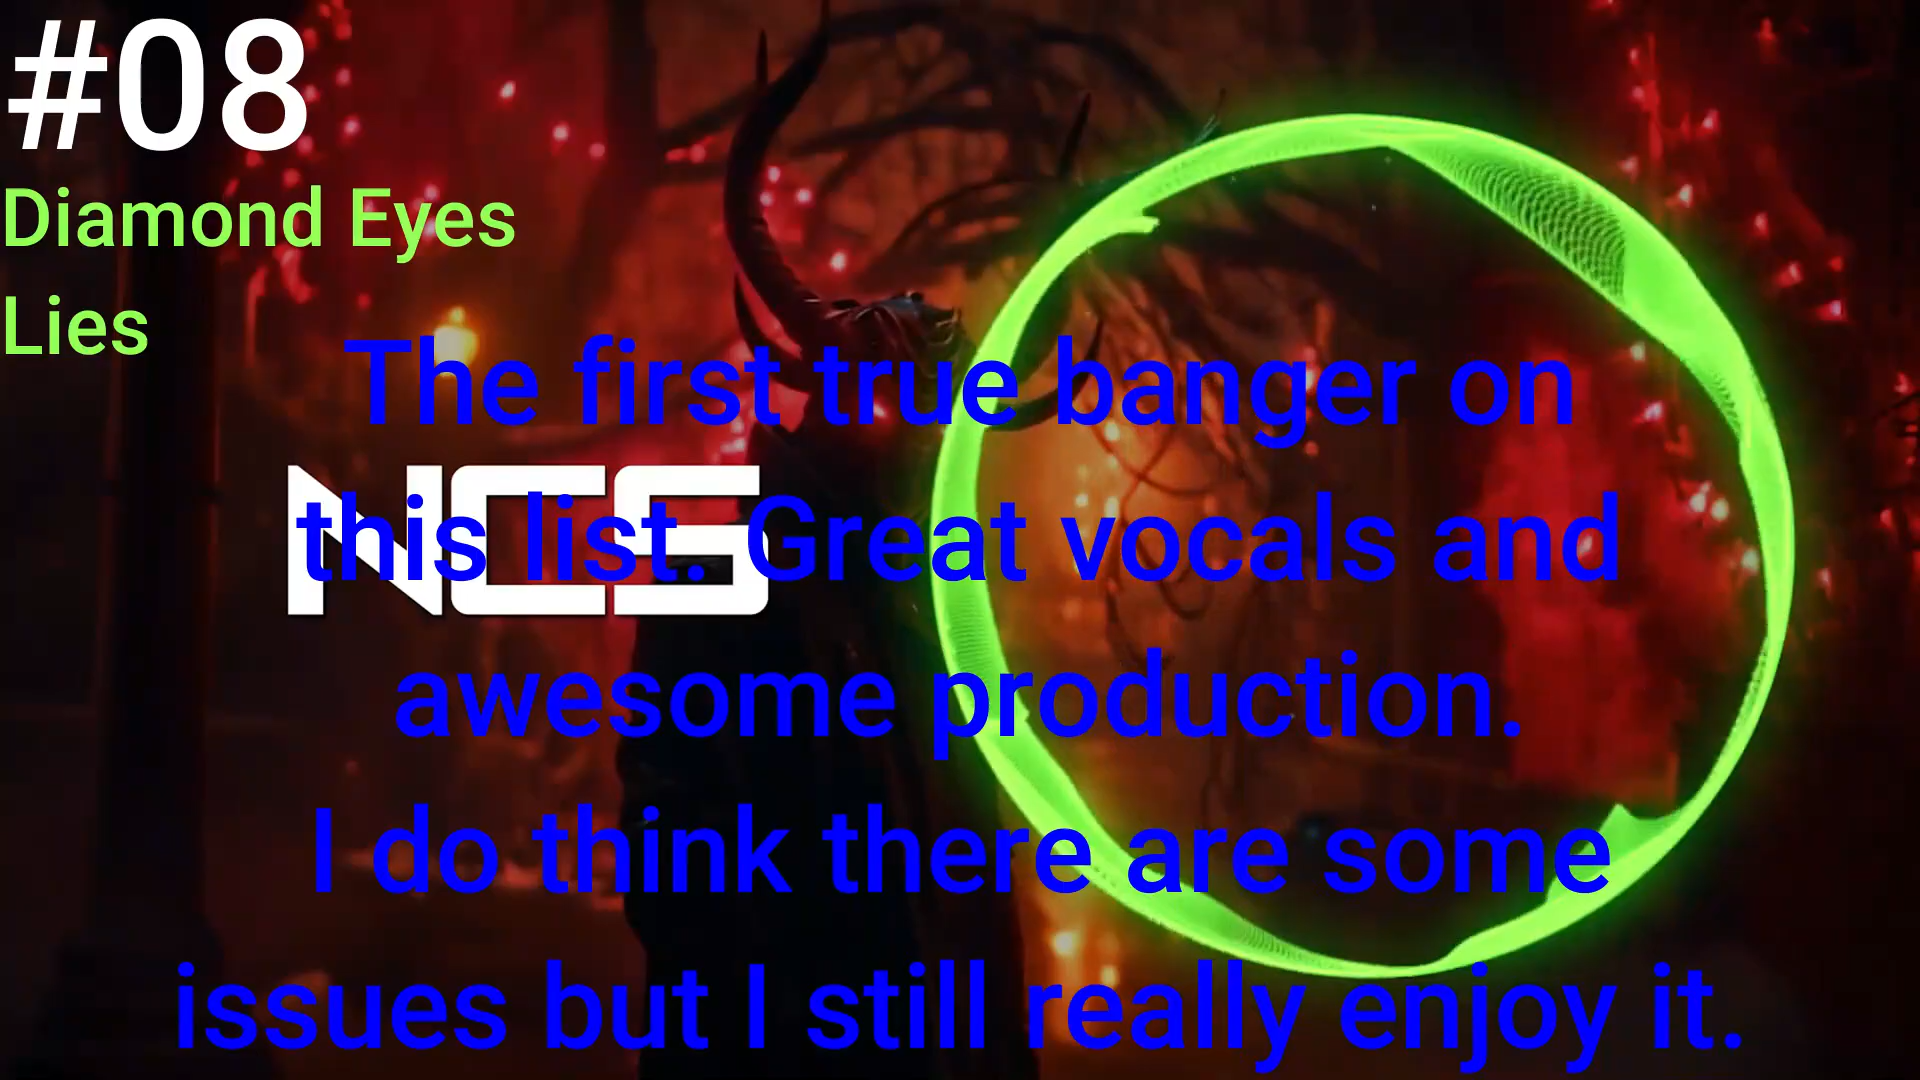 #08
Diamond Eyes
Lies
The first true banger on
NCS
this list. Great vocals and
awesome production.
I do think there are some
issues but I still really enjoy it.